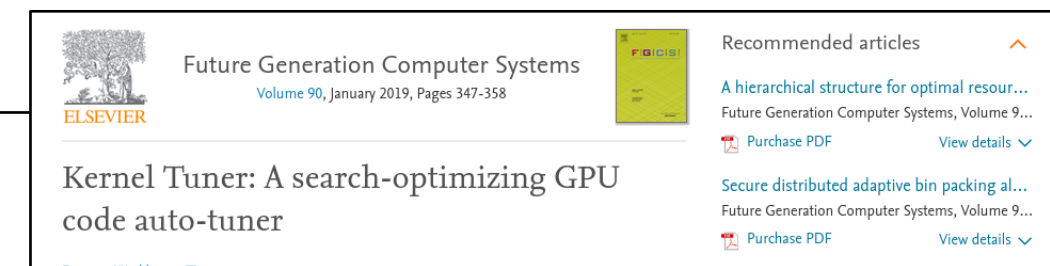 Future Generation Computer Systems
Volume 90, January 2019, Pages 347-358
FGCS
ELSEVIER
Kernel Tuner: A search-optimizing GPU
code auto-tuner
Recommended articles
A hierarchical structure for optimal resour...
Future Generation Computer Systems, Volume 9...
Purchase PDF
View details
Secure distributed adaptive bin packing al...
Future Generation Computer Systems, Volume 9...
Purchase PDF
View details